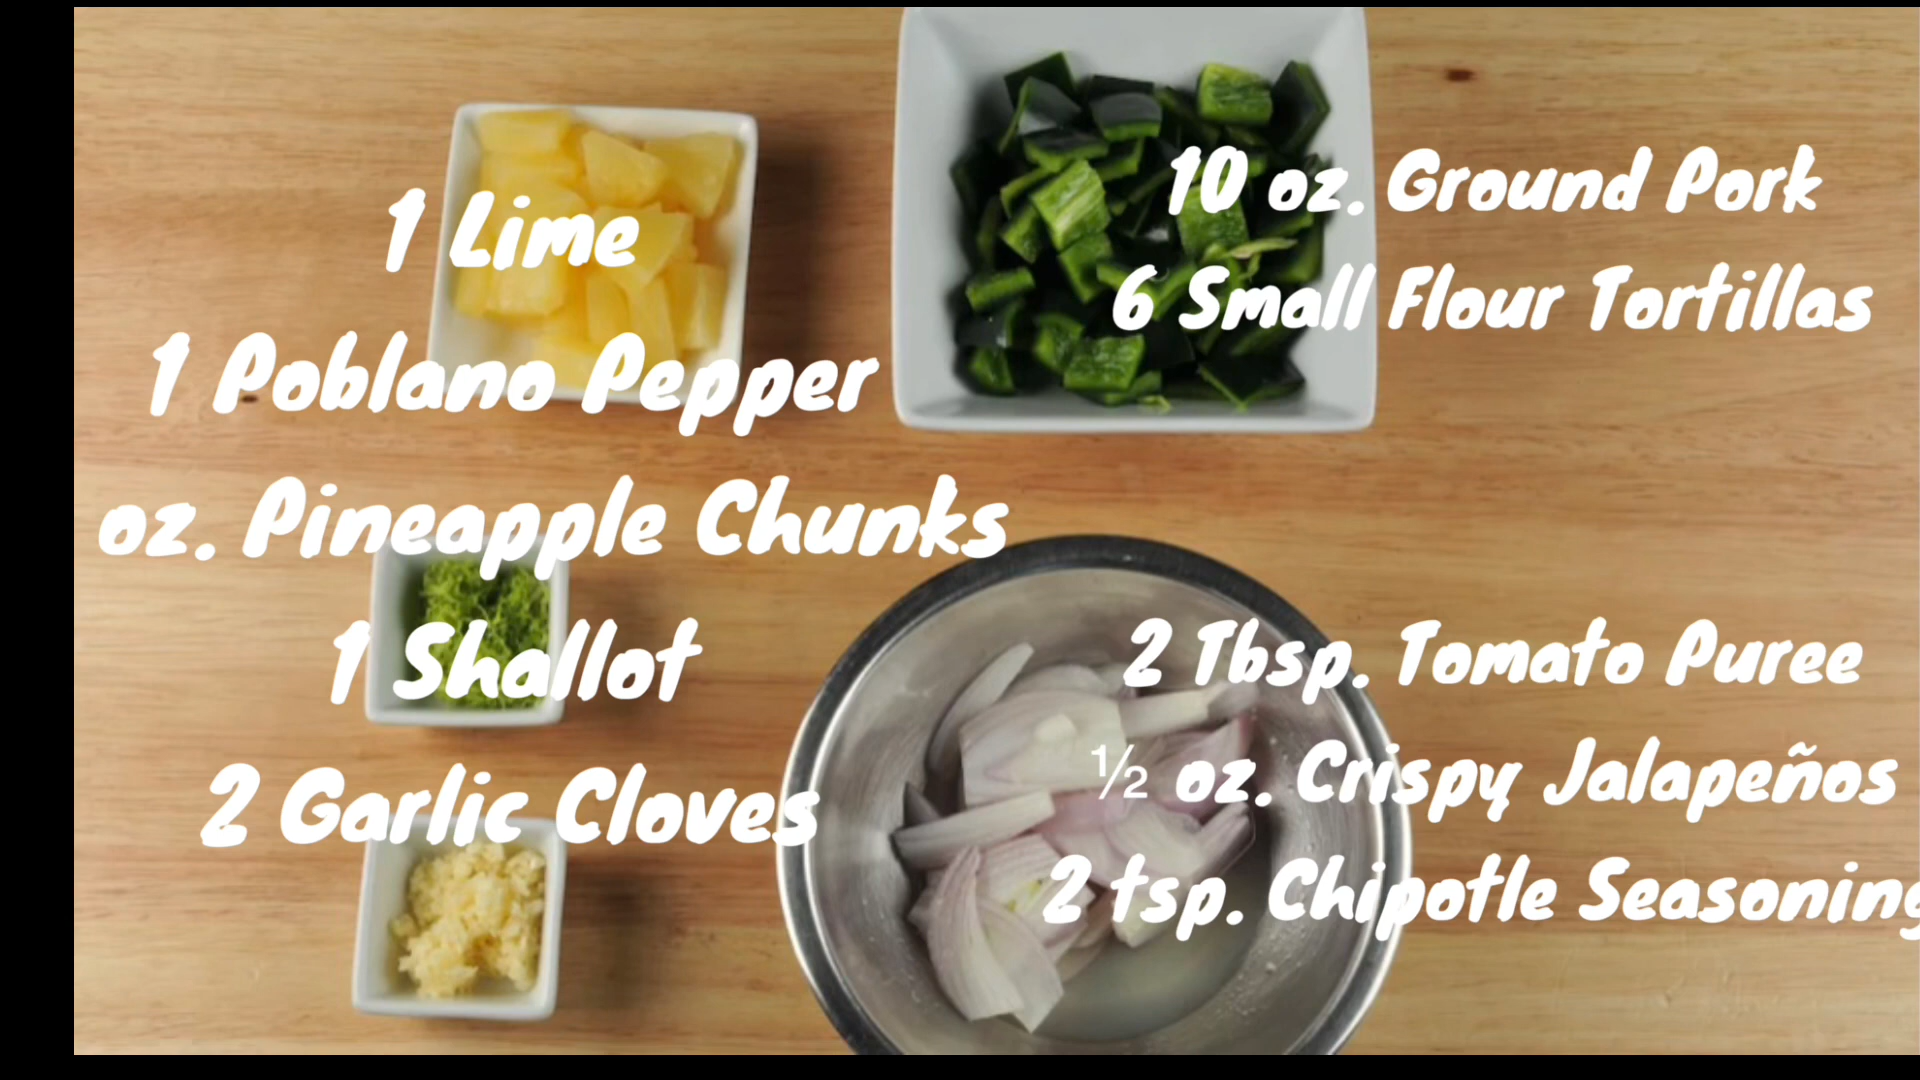 1 Lime
1 Poblano Pepper
oz. Pineapple Chunks
1 Shallot
2 Garlic Cloves
10 oz. Ground Pork
6 Small Flour Tortillas
2 Tbsp. Tomato Puree
½ oz. Crispy Jalapeños
2 tsp. Chipotle Seasoning